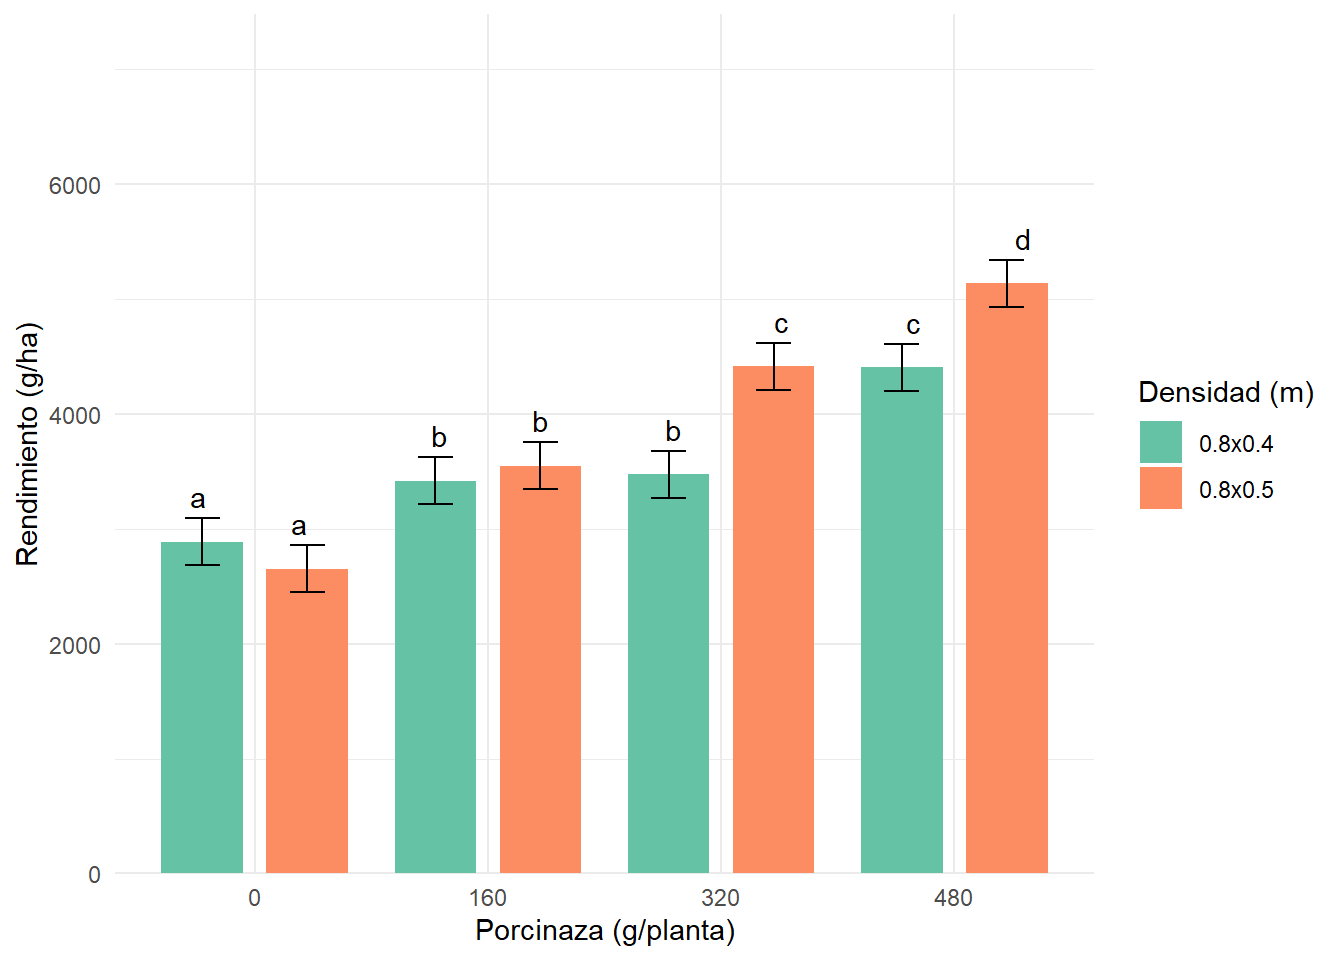 6000
4000
2000
0
Rendimiento (g/ha)
a
a
b
b
b
c
c
d
0
160
320
480
Porcinaza (g/planta)
Densidad (m)
0.8x0.4
0.8x0.5